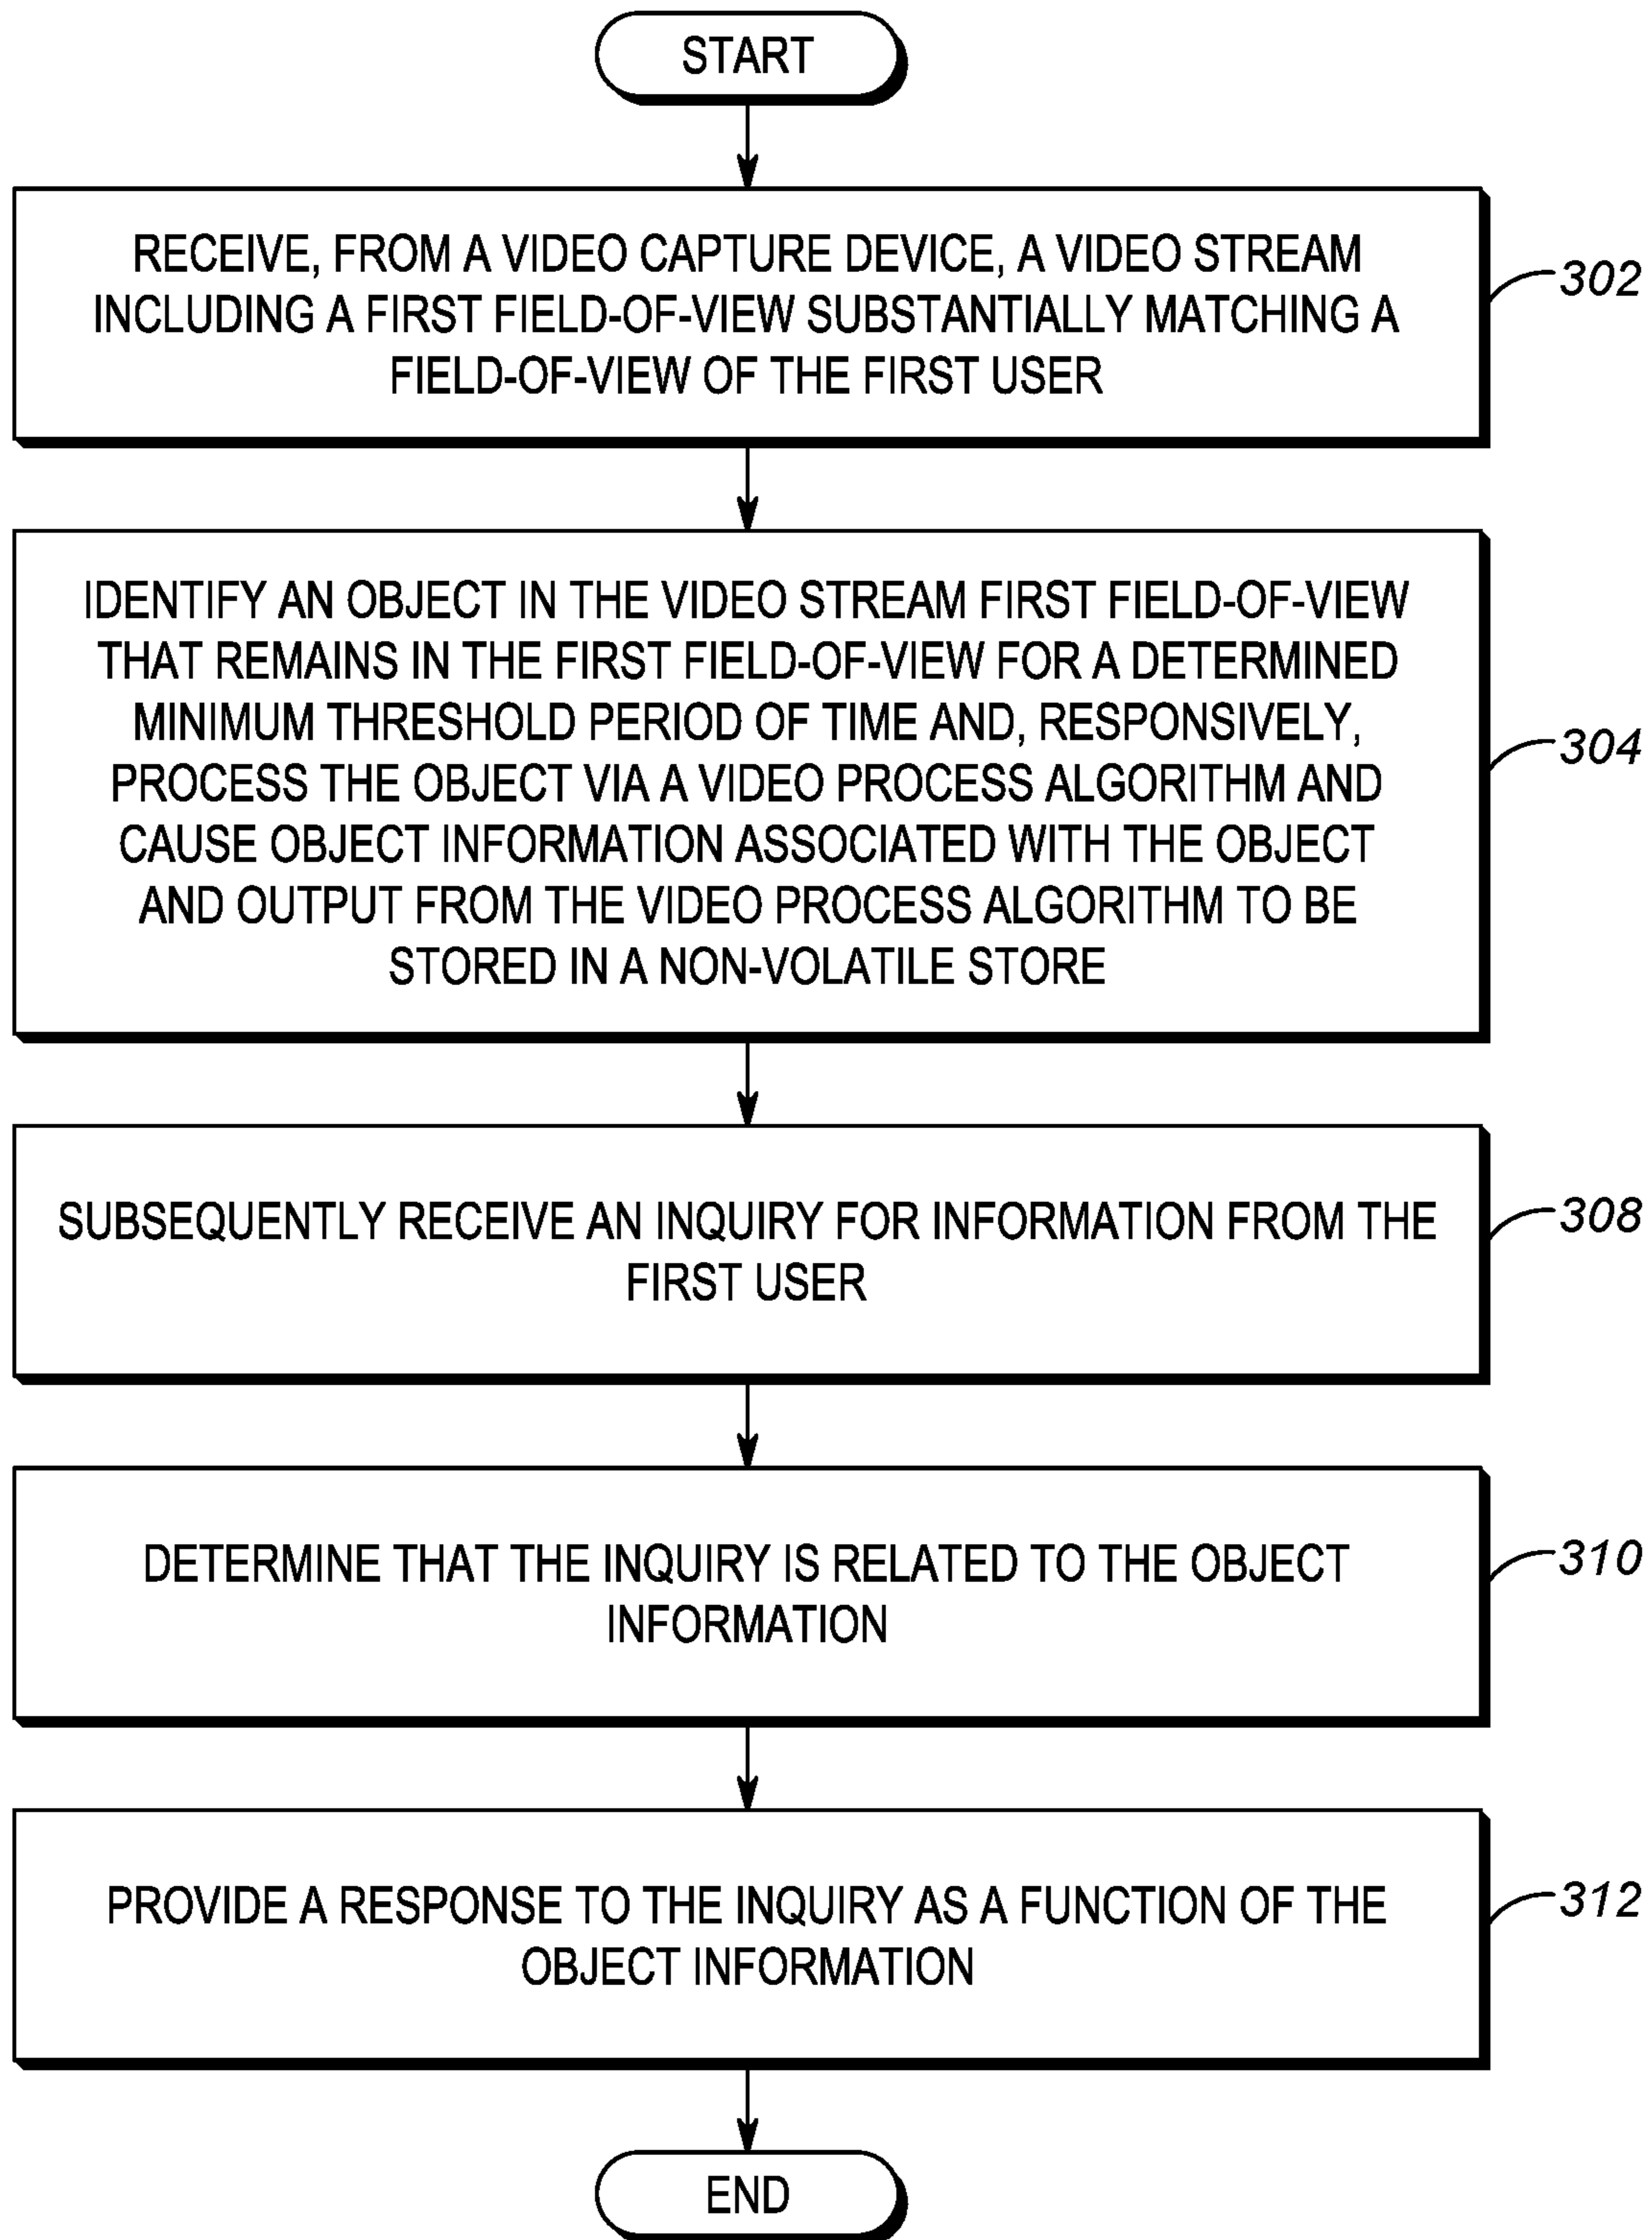 START
RECEIVE, FROM A VIDEO CAPTURE DEVICE, A VIDEO STREAM
INCLUDING A FIRST FIELD-OF-VIEW SUBSTANTIALLY MATCHING A
FIELD-OF-VIEW OF THE FIRST USER
302
IDENTIFY AN OBJECT IN THE VIDEO STREAM FIRST FIELD-OF-VIEW
THAT REMAINS IN THE FIRST FIELD-OF-VIEW FOR A DETERMINED
MINIMUM THRESHOLD PERIOD OF TIME AND, RESPONSIVELY,
PROCESS THE OBJECT VIA A VIDEO PROCESS ALGORITHM AND
CAUSE OBJECT INFORMATION ASSOCIATED WITH THE OBJECT
AND OUTPUT FROM THE VIDEO PROCESS ALGORITHM TO BE
STORED IN A NON-VOLATILE STORE
304
SUBSEQUENTLY RECEIVE AN INQUIRY FOR INFORMATION FROM THE
FIRST USER
308
DETERMINE THAT THE INQUIRY IS RELATED TO THE OBJECT
INFORMATION
310
PROVIDE A RESPONSE TO THE INQUIRY AS A FUNCTION OF THE
OBJECT INFORMATION
312
END